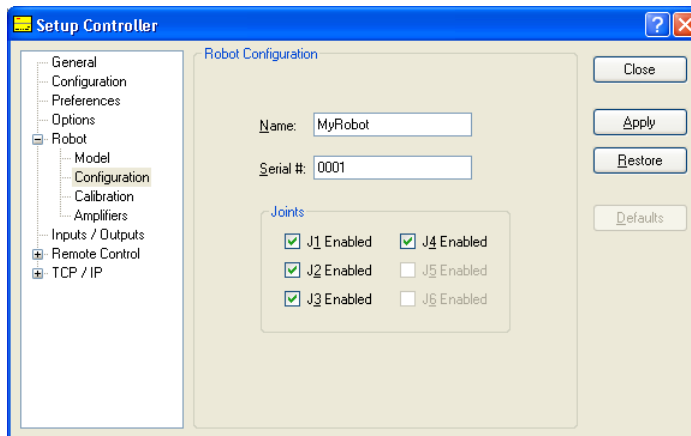 Setup Controller
General
Configuration
Preferences
Options
Robot
Model
Configuration
Calibration
Amplifiers
Inputs / Outputs
Remote Control
TCP / IP
Robot Configuration
Name: MyRobot
Serial #: 0001
Joints
J1 Enabled J4 Enabled
J2 Enabled J5 Enabled
J3 Enabled J6 Enabled
Close
Apply
Restore
Defaults